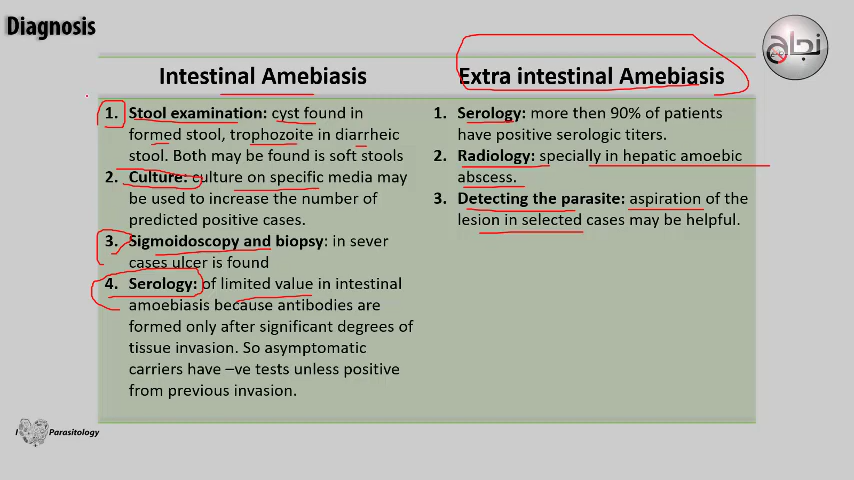 Diagnosis
نجاح
Intestinal Amebiasis
1. Stool examination: cyst found in
formed stool, trophozoite in diarrheic
stool. Both may be found is soft stools
2. Culture: culture on specific media may
be used to increase the number of
predicted positive cases.
3. Sigmoidoscopy and biopsy: in sever
cases ulcer is found
4. Serology: of limited value in intestinal
amoebiasis because antibodies are
formed only after significant degrees of
tissue invasion. So asymptomatic
carriers have –ve tests unless positive
from previous invasion.
Extra intestinal Amebiasis
1. Serology: more then 90% of patients
have positive serologic titers.
2. Radiology: specially in hepatic amoebic
abscess.
3. Detecting the parasite: aspiration of the
lesion in selected cases may be helpful.
I Parasitology